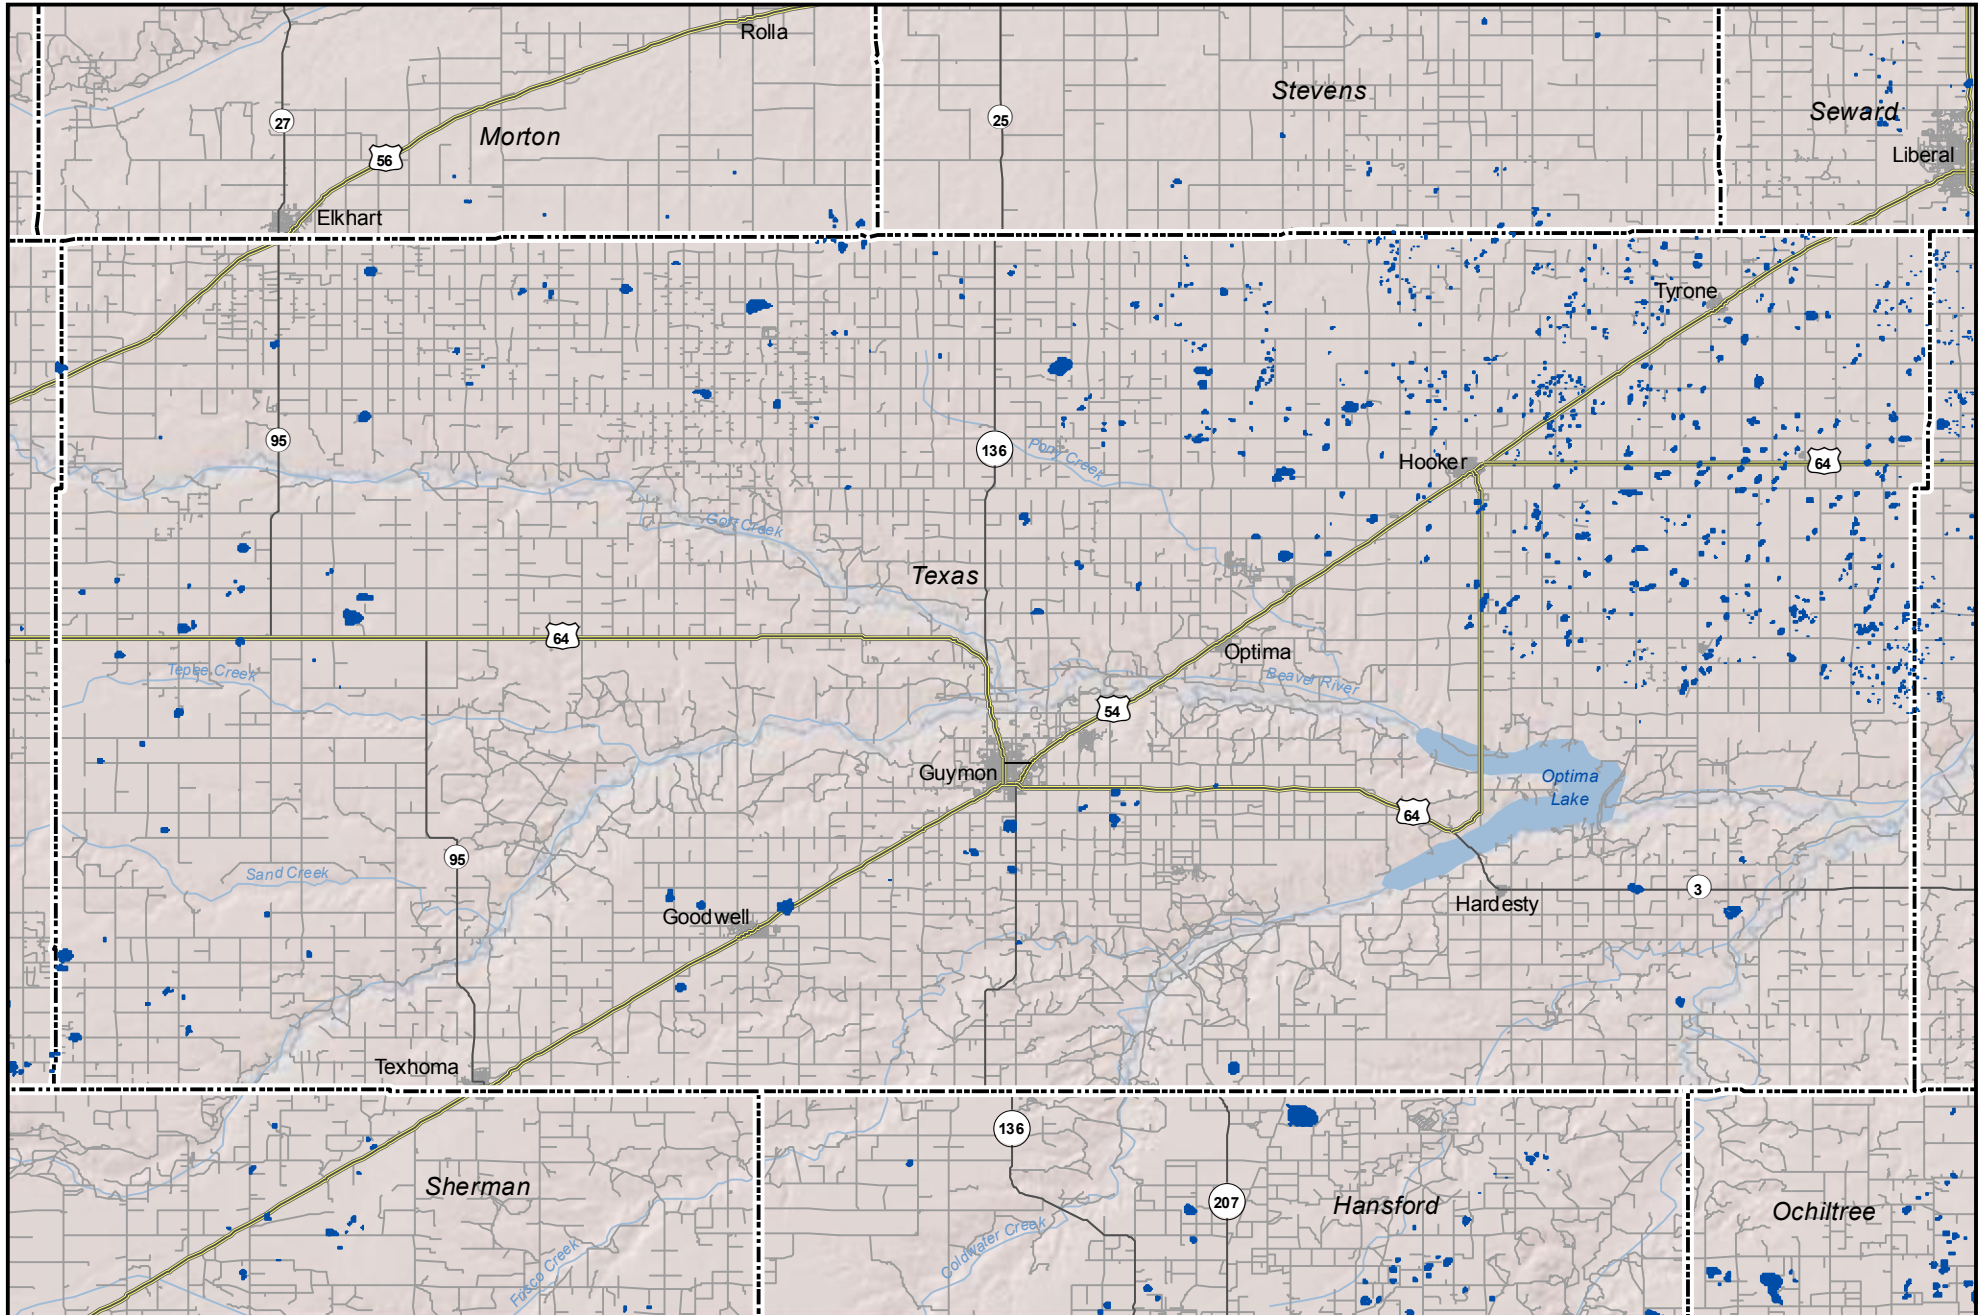 Rolla
Stevens
Seward
27
25
Morton
56
Liberal
Elkhart
Tyrone
95
136
Pony Creek
Hooker
64
Goff Creek
Texas
64
Optima
Tepee Creek
Beaver River
54
Guymon
Optima
Lake
64
95
Sand Creek
3
Hardesty
Goodwell
Texhoma
136
Sherman
207
Hansford
Ochiltree
Coldwater Creek
Frisco Creek